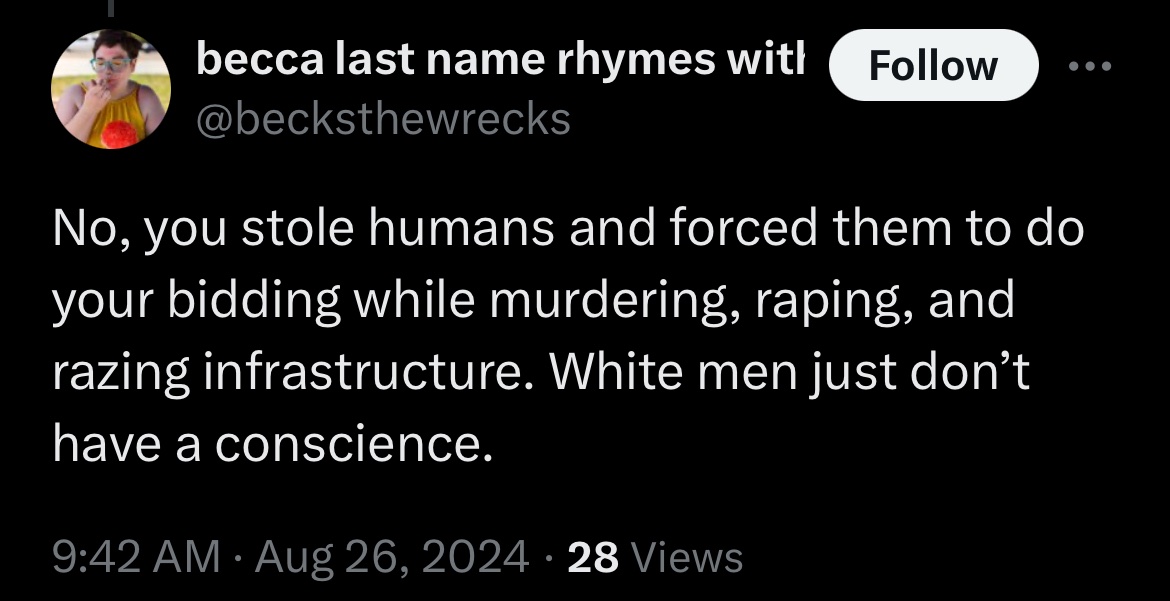 becca last name rhymes with
Follow
@becksthewrecks
No, you stole humans and forced them to do
your bidding while murdering, raping, and
razing infrastructure. White men just don’t
have a conscience.
9:42 AM · Aug 26, 2024 · 28 Views